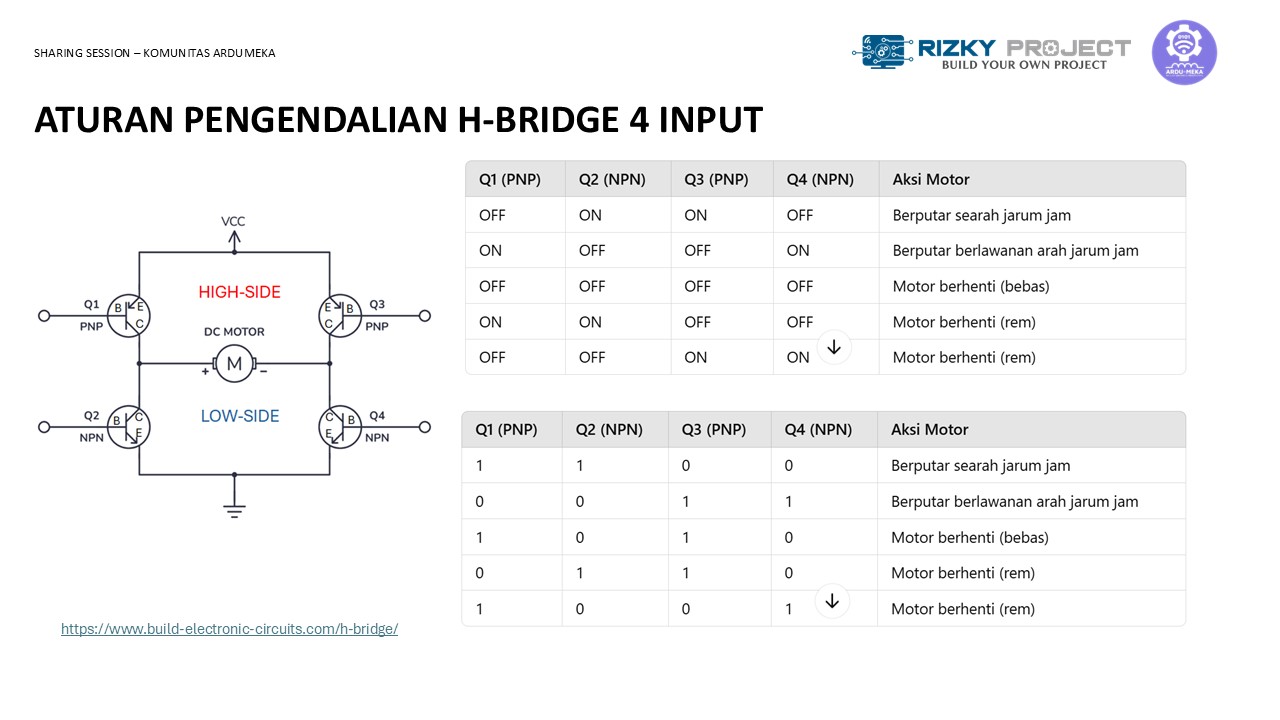 SHARING SESSION – KOMUNITAS ARDUMEKA
RIZKY PROJECT
BUILD YOUR OWN PROJECT
0101
ARDU-MEKA
ATURAN PENGENDALIAN H-BRIDGE 4 INPUT
VCC
HIGH-SIDE
Q1
PNP
B E
C
Q3
PNP
E B
C
DC MOTOR
M
+ −
LOW-SIDE
Q2
NPN
B C
E
Q4
NPN
C B
E
https://www.build-electronic-circuits.com/h-bridge/
Q1 (PNP) Q2 (NPN) Q3 (PNP) Q4 (NPN) Aksi Motor
OFF ON ON OFF Berputar searah jarum jam
ON OFF OFF ON Berputar berlawanan arah jarum jam
OFF OFF OFF OFF Motor berhenti (bebas)
ON ON OFF OFF Motor berhenti (rem)
OFF OFF ON ON Motor berhenti (rem)
Q1 (PNP) Q2 (NPN) Q3 (PNP) Q4 (NPN) Aksi Motor
1 1 0 0 Berputar searah jarum jam
0 0 1 1 Berputar berlawanan arah jarum jam
1 0 1 0 Motor berhenti (bebas)
0 1 1 0 Motor berhenti (rem)
1 0 0 1 Motor berhenti (rem)